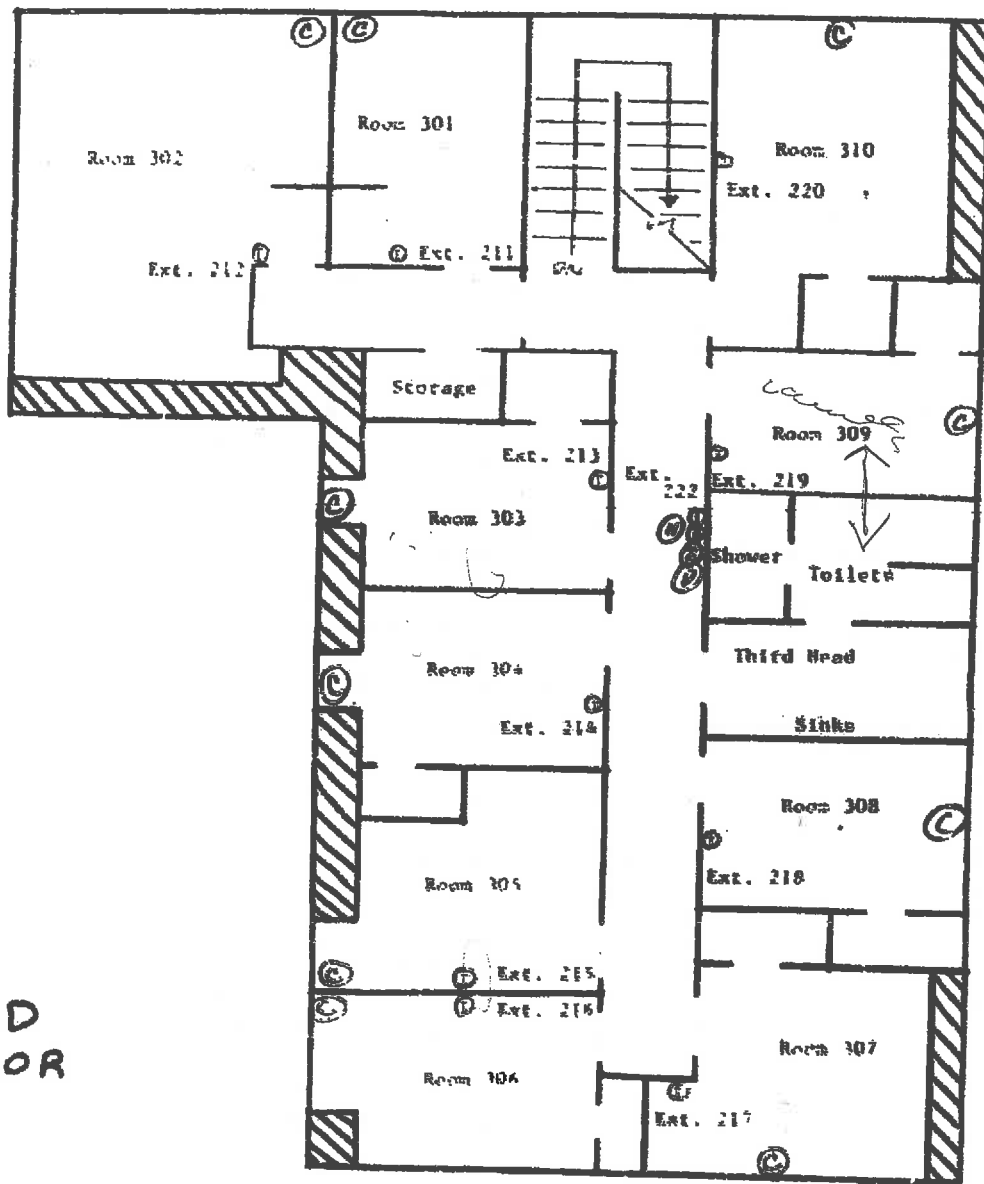 C
C
C
Room 301
Room 302
Room 310
Ext. 220
Ext. 211
Ext. 212
Storage
Room 309
C
Ext. 213
Ext. 222
Ext. 219
Room 303
C
Shower
Toilets
Third Head
Room 304
C
Ext. 214
Sinks
Room 308
C
Ext. 218
Room 305
C
Ext. 215
C
Ext. 216
D
OR
Room 307
Room 306
Ext. 217
C